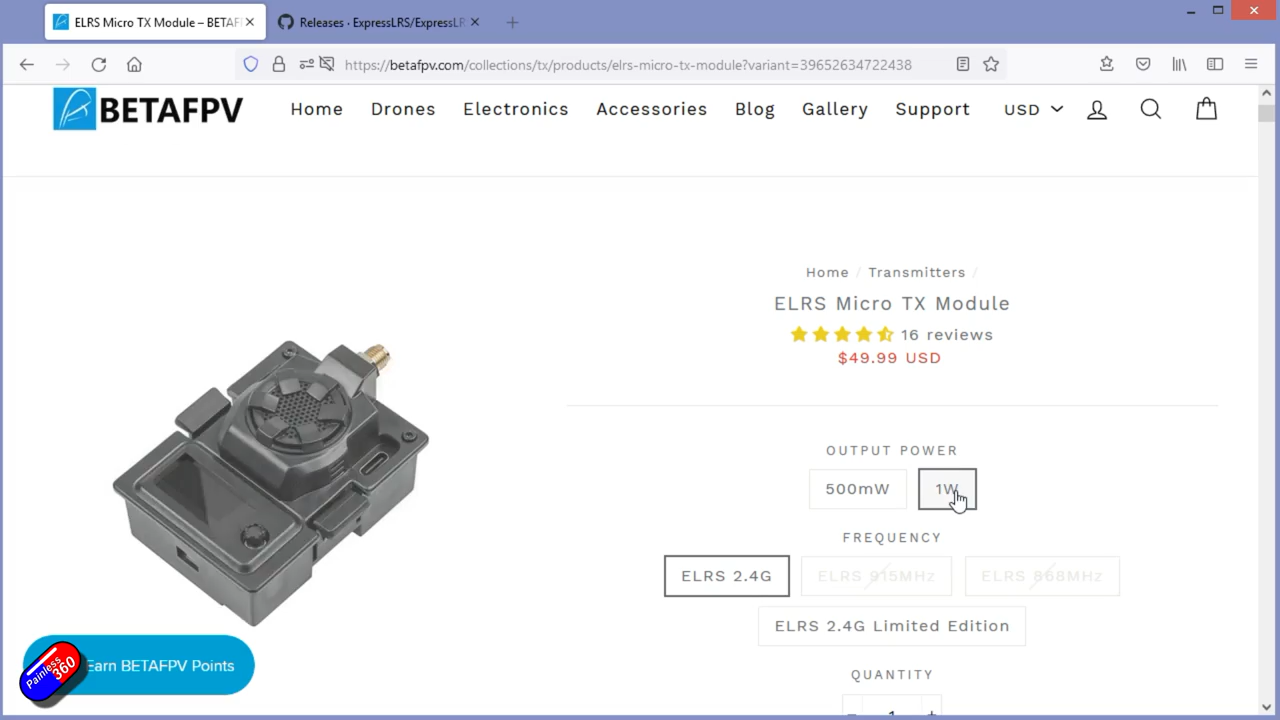 ELRS Micro TX Module – BETAF
Releases · ExpressLRS/ExpressLR
https://betafpv.com/collections/tx/products/elrs-micro-tx-module?variant=39652634722438
BETAFPV
Home Drones Electronics Accessories Blog Gallery Support USD
Home / Transmitters /
ELRS Micro TX Module
16 reviews
$49.99 USD
OUTPUT POWER
500mW 1W
FREQUENCY
ELRS 2.4G ELRS 915MHz ELRS 868MHz
ELRS 2.4G Limited Edition
Earn BETAFPV Points
Painless360
QUANTITY
− 1 +